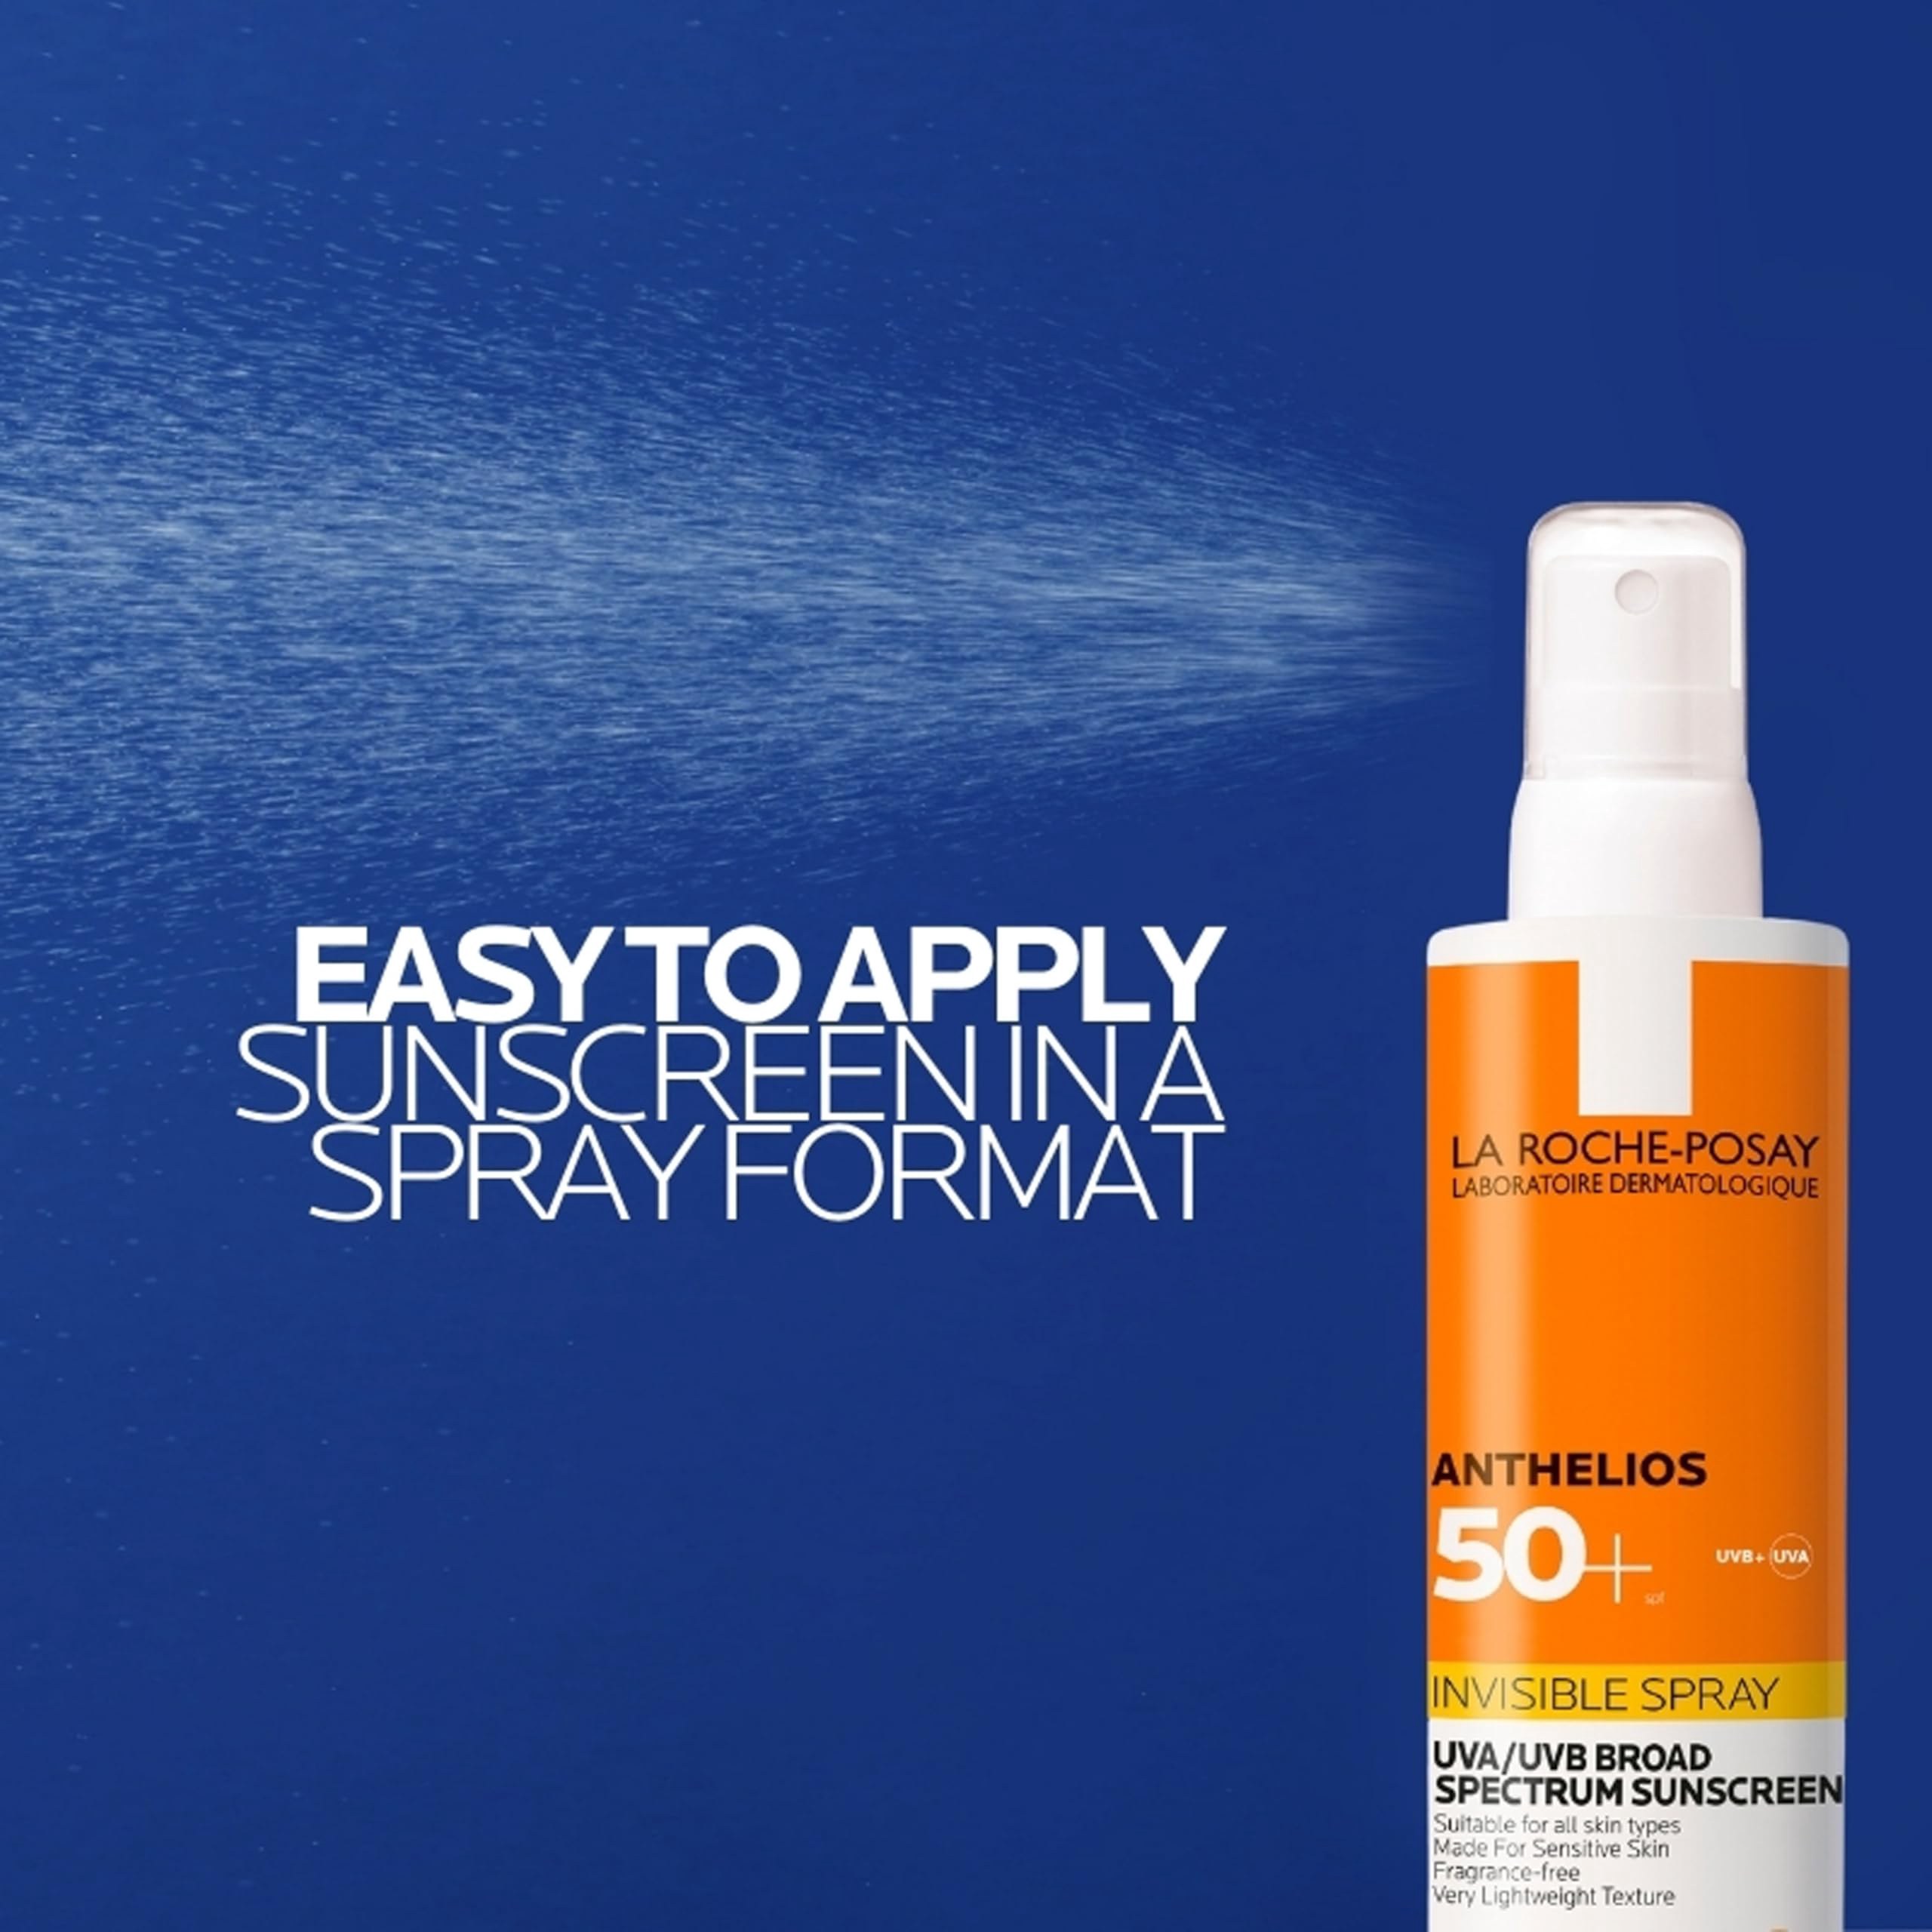 EASY TO APPLY
SUNSCREEN IN A
SPRAY FORMAT
LA ROCHE-POSAY
LABORATOIRE DERMATOLOGIQUE
ANTHELIOS
50+ spf
UVB+ UVA
INVISIBLE SPRAY
UVA/UVB BROAD
SPECTRUM SUNSCREEN
Suitable for all skin types
Made For Sensitive Skin
Fragrance-free
Very Lightweight Texture